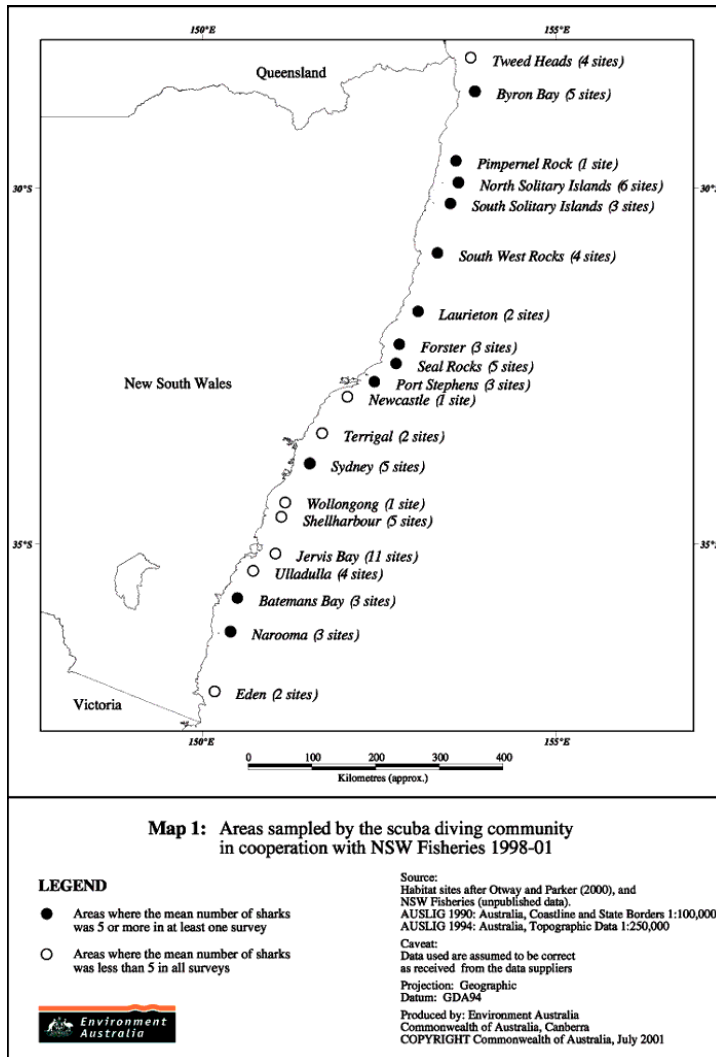 150°E
155°E
Queensland
Tweed Heads (4 sites)
Byron Bay (5 sites)
Pimpernel Rock (1 site)
30°S
North Solitary Islands (6 sites)
30°S
South Solitary Islands (3 sites)
South West Rocks (4 sites)
Laurieton (2 sites)
Forster (3 sites)
Seal Rocks (5 sites)
New South Wales
Port Stephens (3 sites)
Newcastle (1 site)
Terrigal (2 sites)
Sydney (5 sites)
Wollongong (1 site)
Shellharbour (5 sites)
35°S
35°S
Jervis Bay (11 sites)
Ulladulla (4 sites)
Batemans Bay (3 sites)
Narooma (3 sites)
Eden (2 sites)
Victoria
150°E
155°E
0 100 200 300 400
Kilometres (approx.)
Map 1: Areas sampled by the scuba diving community
in cooperation with NSW Fisheries 1998-01
LEGEND
Areas where the mean number of sharks
was 5 or more in at least one survey
Areas where the mean number of sharks
was less than 5 in all surveys
Environment
Australia
Source:
Habitat sites after Otway and Parker (2000), and
NSW Fisheries (unpublished data).
AUSLIG 1990: Australia, Coastline and State Borders 1:100,000
AUSLIG 1994: Australia, Topographic Data 1:250,000
Caveat:
Data used are assumed to be correct
as received from the data suppliers
Projection: Geographic
Datum: GDA94
Produced by: Environment Australia
Commonwealth of Australia, Canberra
COPYRIGHT Commonwealth of Australia, July 2001